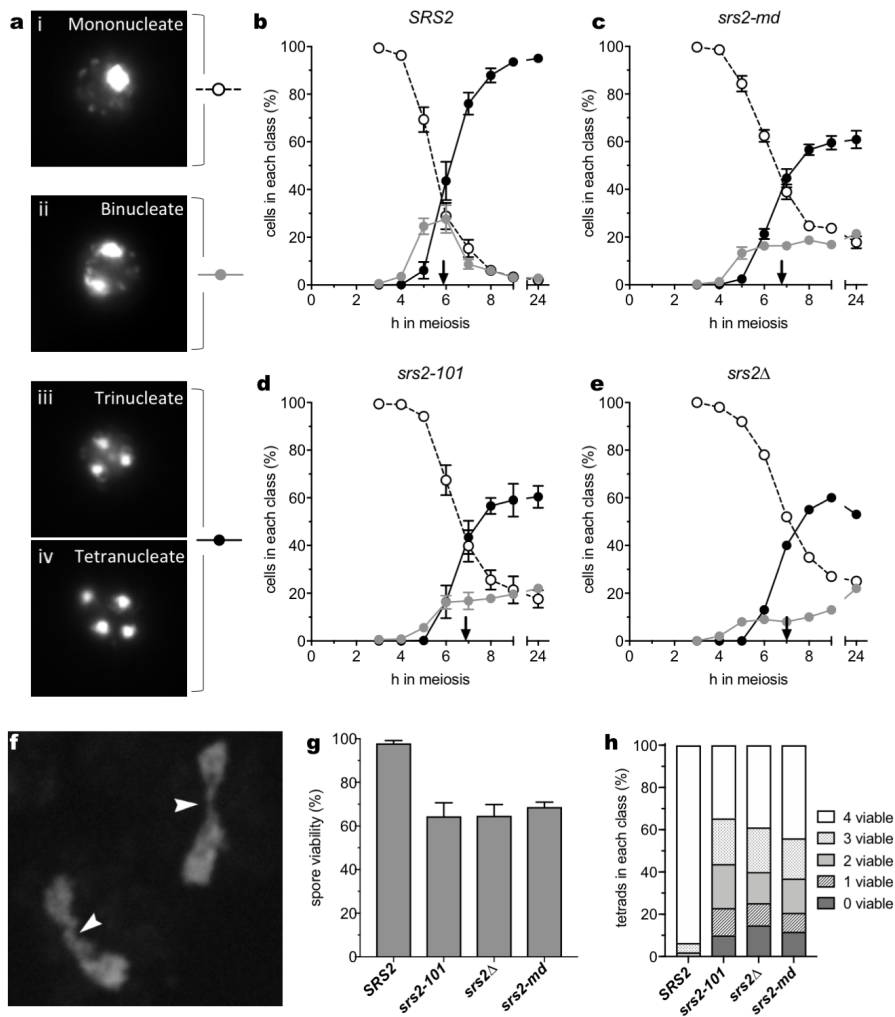 a
i
Mononucleate
ii
Binucleate
iii
Trinucleate
iv
Tetranucleate
b
SRS2
cells in each class (%)
100
80
60
40
20
0
0 2 4 6 8 24
h in meiosis
c
srs2-md
cells in each class (%)
100
80
60
40
20
0
0 2 4 6 8 24
h in meiosis
d
srs2-101
cells in each class (%)
100
80
60
40
20
0
0 2 4 6 8 24
h in meiosis
e
srs2Δ
cells in each class (%)
100
80
60
40
20
0
0 2 4 6 8 24
h in meiosis
f
g
spore viability (%)
100
80
60
40
20
0
SRS2
srs2-101
srs2Δ
srs2-md
h
tetrads in each class (%)
100
80
60
40
20
0
SRS2
srs2-101
srs2Δ
srs2-md
4 viable
3 viable
2 viable
1 viable
0 viable